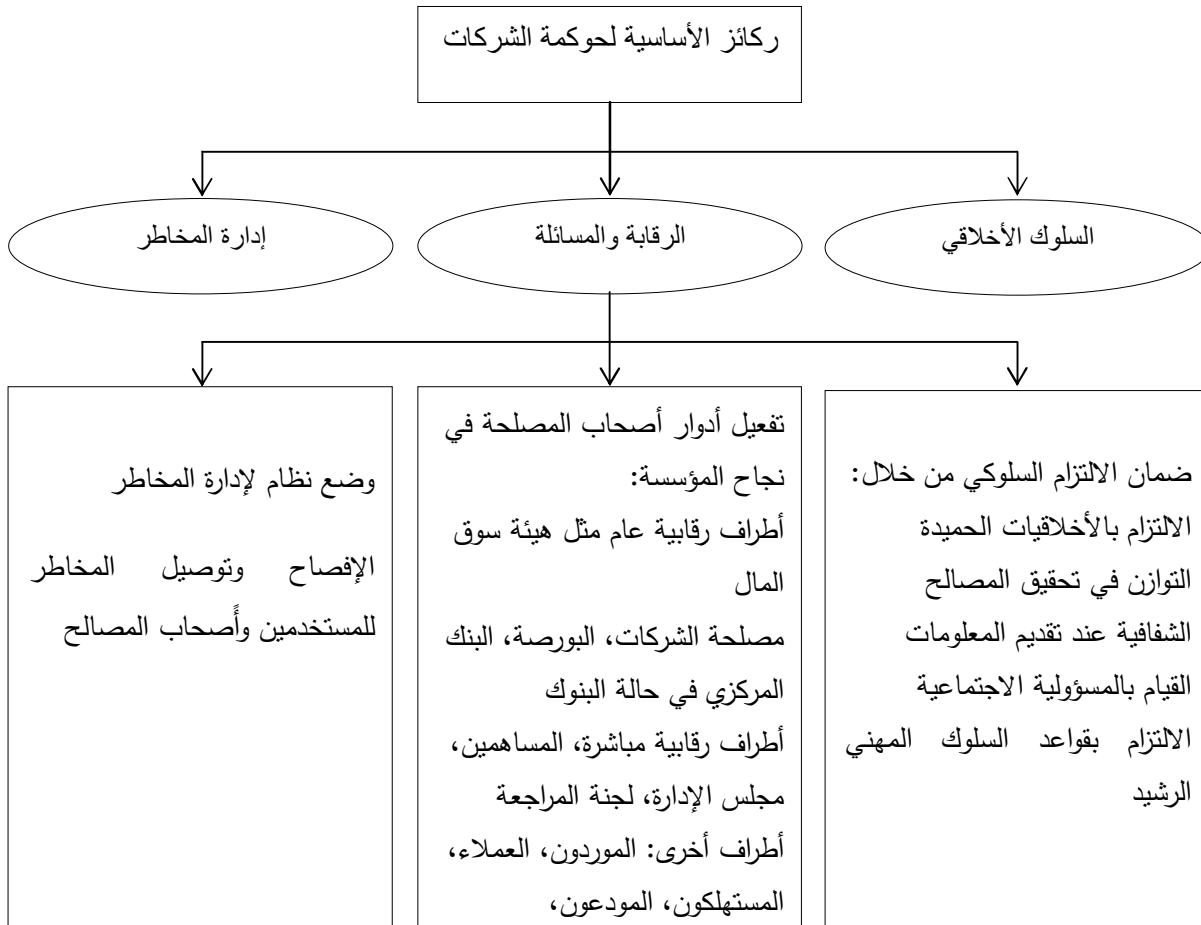 ركائز الأساسية لحوكمة الشركات
السلوك الأخلاقي
الرقابة والمسائلة
إدارة المخاطر
ضمان الالتزام السلوكي من خلال:
الالتزام بالأخلاقيات الحميدة
التوازن في تحقيق المصالح
الشفافية عند تقديم المعلومات
القيام بالمسؤولية الاجتماعية
الالتزام بقواعد السلوك المهني
الرشيد
تفعيل أدوار أصحاب المصلحة في
نجاح المؤسسة:
أطراف رقابية عام مثل هيئة سوق
المال
مصلحة الشركات، البورصة، البنك
المركزي في حالة البنوك
أطراف رقابية مباشرة، المساهمين،
مجلس الإدارة، لجنة المراجعة
أطراف أخرى: الموردون، العملاء،
المستهلكون، المودعون،
وضع نظام لإدارة المخاطر
الإفصاح وتوصيل المخاطر
للمستخدمين وأًصحاب المصالح